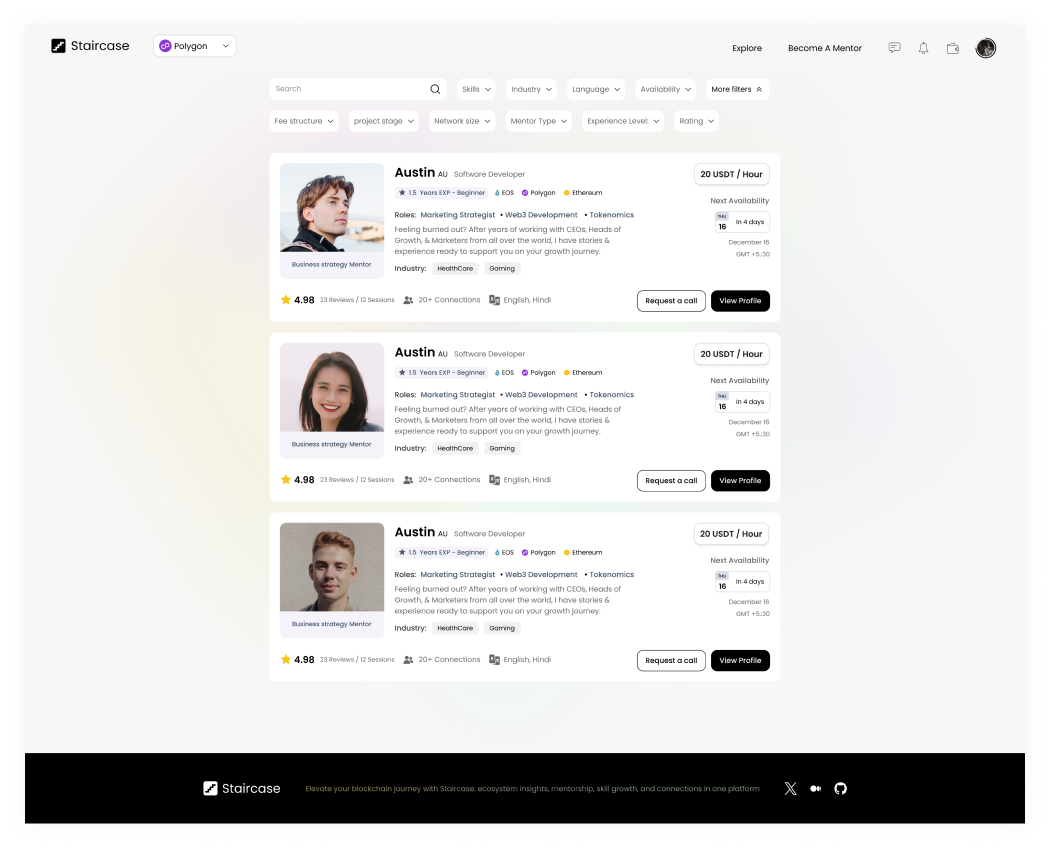 Staircase
Polygon
Explore
Become A Mentor
Search
Skills
Industry
Language
Availability
More filters
Fee structure
project stage
Network size
Mentor Type
Experience Level:
Rating
Austin AU Software Developer
20 USDT / Hour
1.5 Years EXP - Beginner
EOS
Polygon
Ethereum
Next Availability
Roles: Marketing Strategist • Web3 Development • Tokenomics
THU
16
In 4 days
Feeling burned out? After years of working with CEOs, Heads of
Growth, & Marketers from all over the world, I have stories &
experience ready to support you on your growth journey.
December 16
GMT +5:30
Business strategy Mentor
Industry: HealthCare Gaming
4.98 23 Reviews / 12 Sessions
20+ Connections
English, Hindi
Request a call
View Profile
Austin AU Software Developer
20 USDT / Hour
1.5 Years EXP - Beginner
EOS
Polygon
Ethereum
Next Availability
Roles: Marketing Strategist • Web3 Development • Tokenomics
THU
16
In 4 days
Feeling burned out? After years of working with CEOs, Heads of
Growth, & Marketers from all over the world, I have stories &
experience ready to support you on your growth journey.
December 16
GMT +5:30
Business strategy Mentor
Industry: HealthCare Gaming
4.98 23 Reviews / 12 Sessions
20+ Connections
English, Hindi
Request a call
View Profile
Austin AU Software Developer
20 USDT / Hour
1.5 Years EXP - Beginner
EOS
Polygon
Ethereum
Next Availability
Roles: Marketing Strategist • Web3 Development • Tokenomics
THU
16
In 4 days
Feeling burned out? After years of working with CEOs, Heads of
Growth, & Marketers from all over the world, I have stories &
experience ready to support you on your growth journey.
December 16
GMT +5:30
Business strategy Mentor
Industry: HealthCare Gaming
4.98 23 Reviews / 12 Sessions
20+ Connections
English, Hindi
Request a call
View Profile
Staircase
Elevate your blockchain journey with Staircase: ecosystem insights, mentorship, skill growth, and connections in one platform